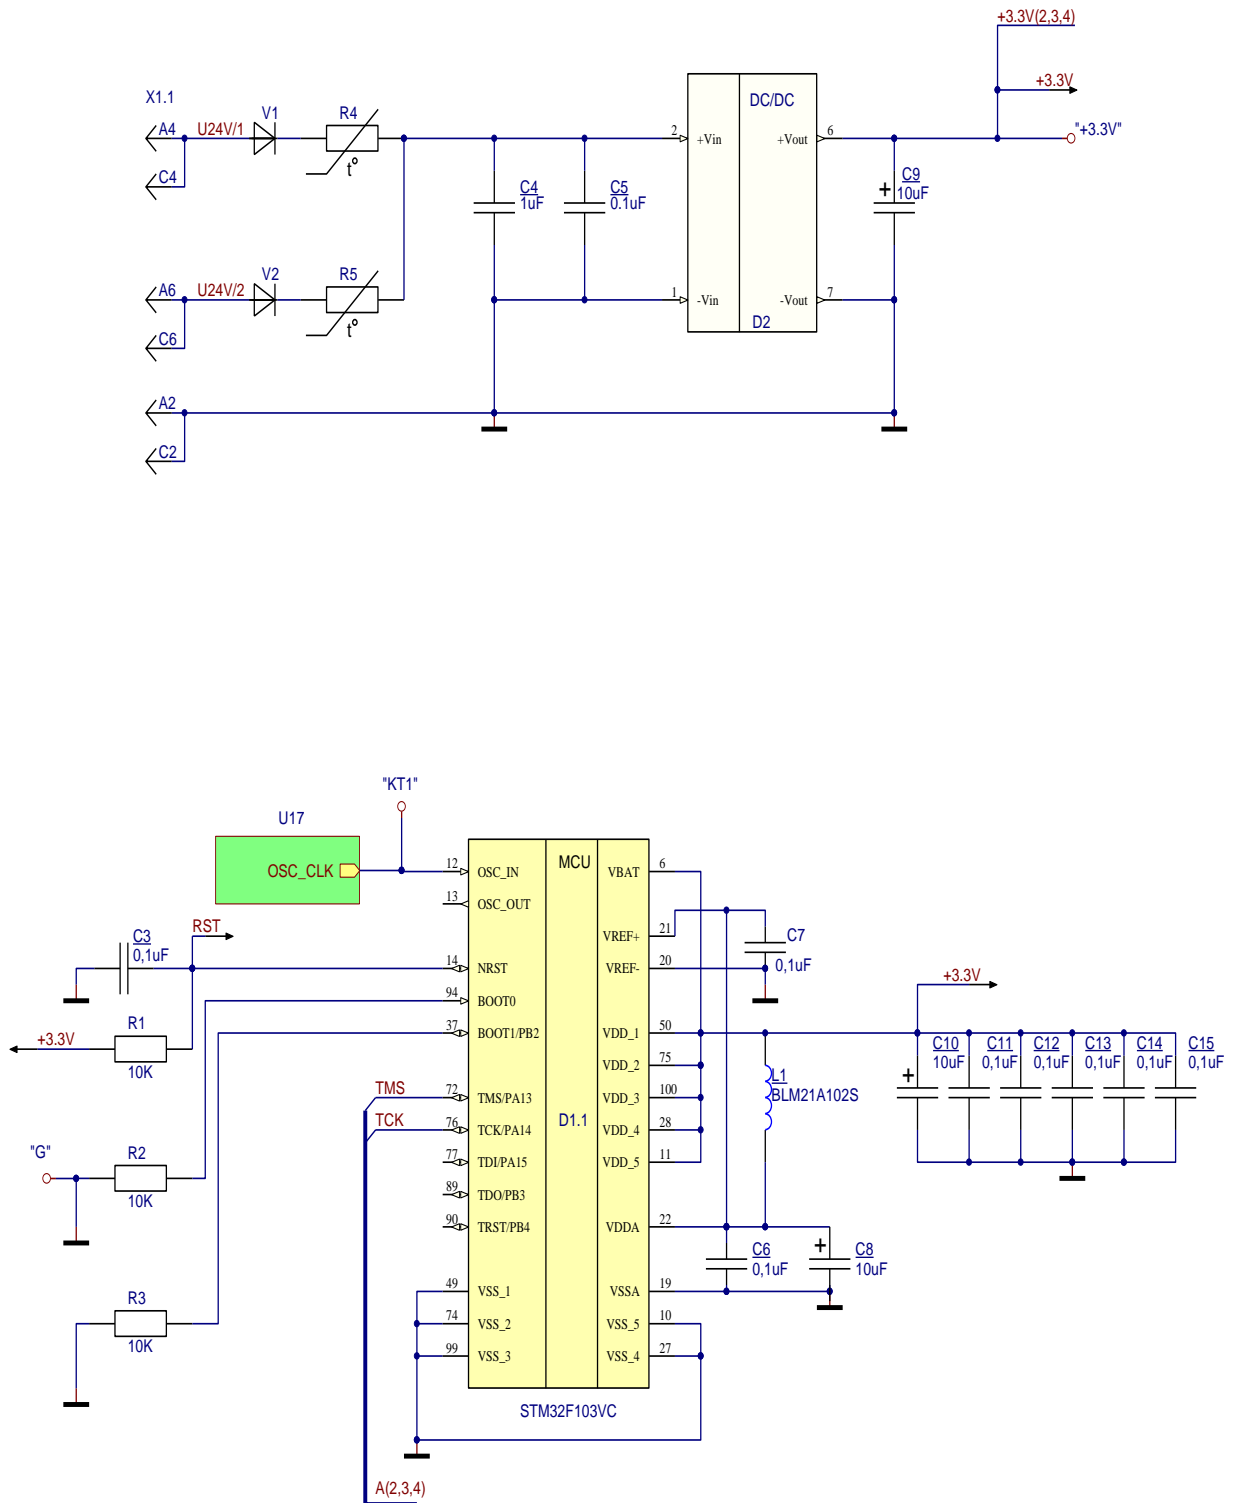 +3.3V(2,3,4)
+3.3V
X1.1
V1
R4
DC/DC
A4
U24V/1
2
+Vin
+Vout
6
"+3.3V"
t°
C4
C4
1uF
C5
0.1uF
C9
+
10uF
V2
R5
A6
U24V/2
1
-Vin
-Vout
7
t°
D2
C6
A2
C2
"KT1"
U17
OSC_CLK
12
OSC_IN
MCU
VBAT
6
13
OSC_OUT
RST
C3
0,1uF
VREF+
21
C7
0,1uF
14
NRST
VREF-
20
+3.3V
94
BOOT0
R1
+3.3V
10K
37
BOOT1/PB2
VDD_1
50
C10
10uF
C11
0,1uF
C12
0,1uF
C13
0,1uF
C14
0,1uF
C15
0,1uF
+
VDD_2
75
L1
BLM21A102S
TMS
72
TMS/PA13
VDD_3
100
TCK
76
TCK/PA14
D1.1
VDD_4
28
"G"
R2
10K
77
TDI/PA15
VDD_5
11
89
TDO/PB3
90
TRST/PB4
VDDA
22
C6
0,1uF
+
C8
10uF
R3
10K
49
VSS_1
VSSA
19
74
VSS_2
VSS_5
10
99
VSS_3
VSS_4
27
STM32F103VC
A(2,3,4)